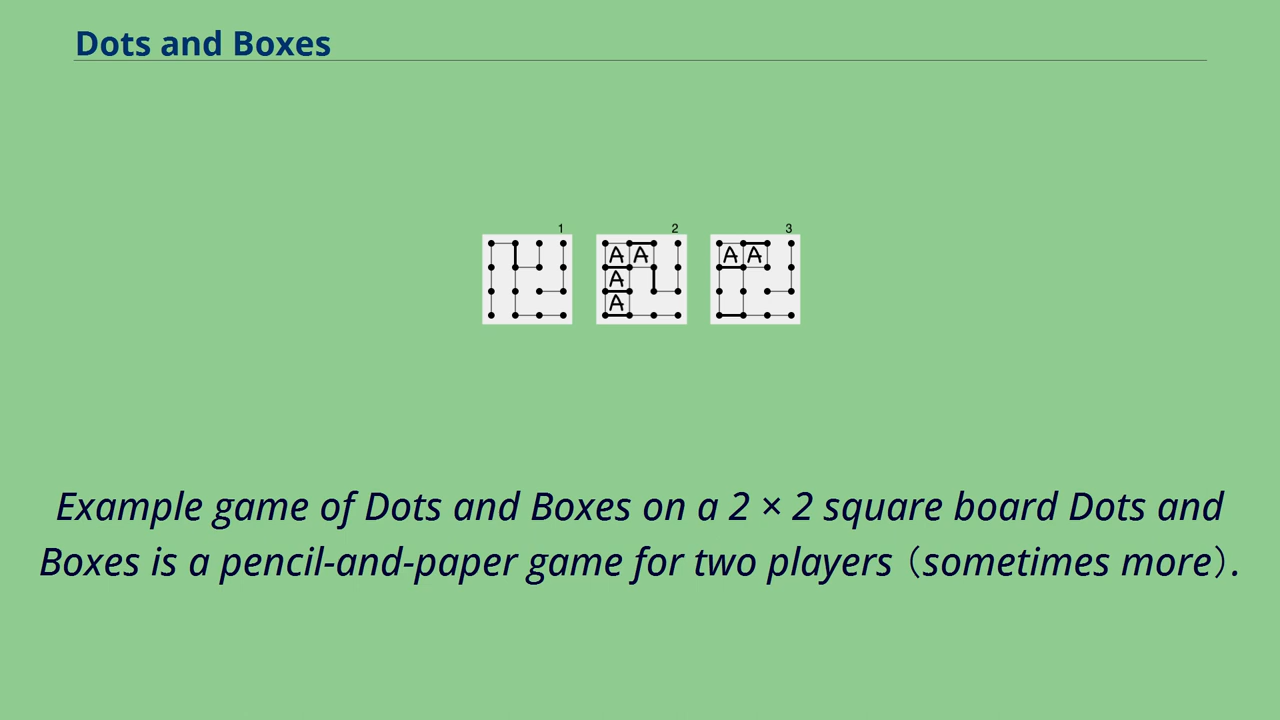 Dots and Boxes
1 2 3
A A A A
A
A
Example game of Dots and Boxes on a 2 × 2 square board Dots and
Boxes is a pencil-and-paper game for two players (sometimes more).